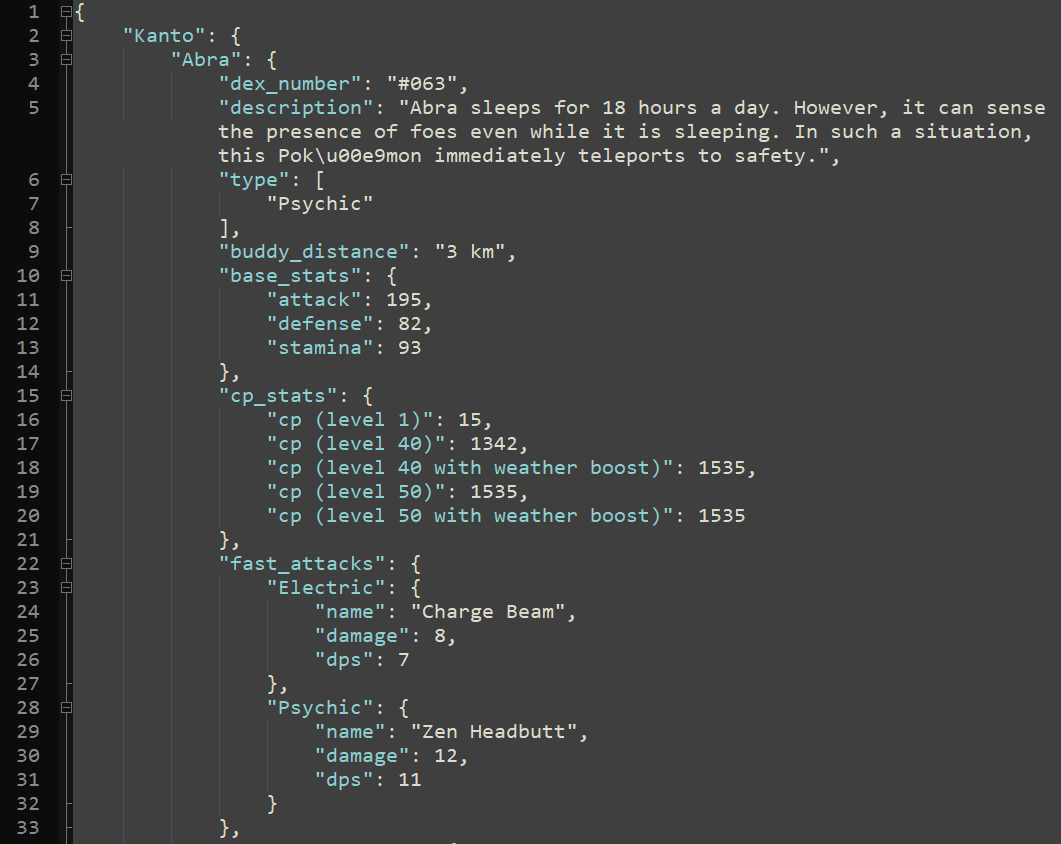 1 {
2     "Kanto": {
3         "Abra": {
4             "dex_number": "#063",
5             "description": "Abra sleeps for 18 hours a day. However, it can sense
            the presence of foes even while it is sleeping. In such a situation,
            this Pok\u00e9mon immediately teleports to safety.",
6             "type": [
7                 "Psychic"
8             ],
9             "buddy_distance": "3 km",
10             "base_stats": {
11                 "attack": 195,
12                 "defense": 82,
13                 "stamina": 93
14             },
15             "cp_stats": {
16                 "cp (level 1)": 15,
17                 "cp (level 40)": 1342,
18                 "cp (level 40 with weather boost)": 1535,
19                 "cp (level 50)": 1535,
20                 "cp (level 50 with weather boost)": 1535
21             },
22             "fast_attacks": {
23                 "Electric": {
24                     "name": "Charge Beam",
25                     "damage": 8,
26                     "dps": 7
27                 },
28                 "Psychic": {
29                     "name": "Zen Headbutt",
30                     "damage": 12,
31                     "dps": 11
32                 }
33             },